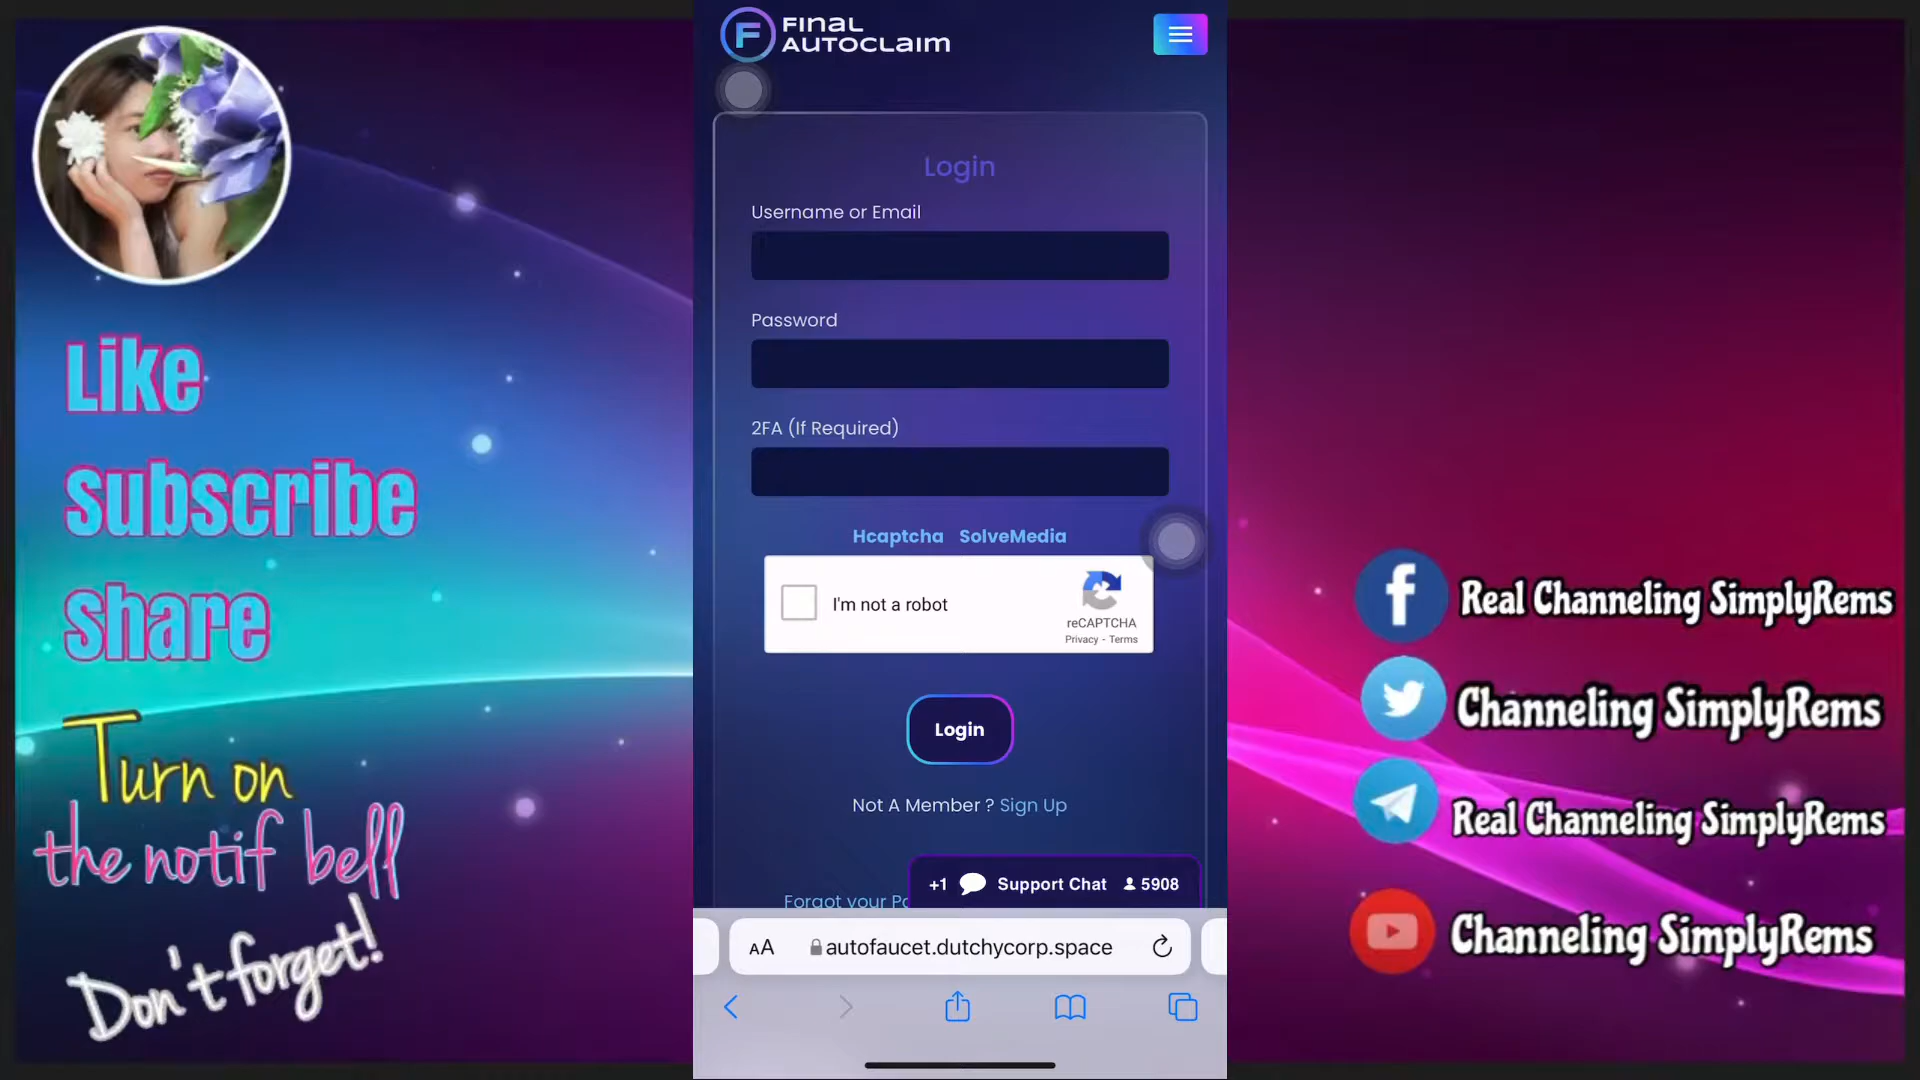 Like
subscribe
share
Turn on
the notif bell
Don't forget!
F
FINAL
AUTOCLAIM
Login
Username or Email
Password
2FA (If Required)
Hcaptcha SolveMedia
I'm not a robot
reCAPTCHA
Privacy - Terms
Login
Not A Member ? Sign Up
Forgot your
+1 Support Chat 5908
AA autofaucet.dutchycorp.space
Real Channeling SimplyRems
Channeling SimplyRems
Real Channeling SimplyRems
Channeling SimplyRems